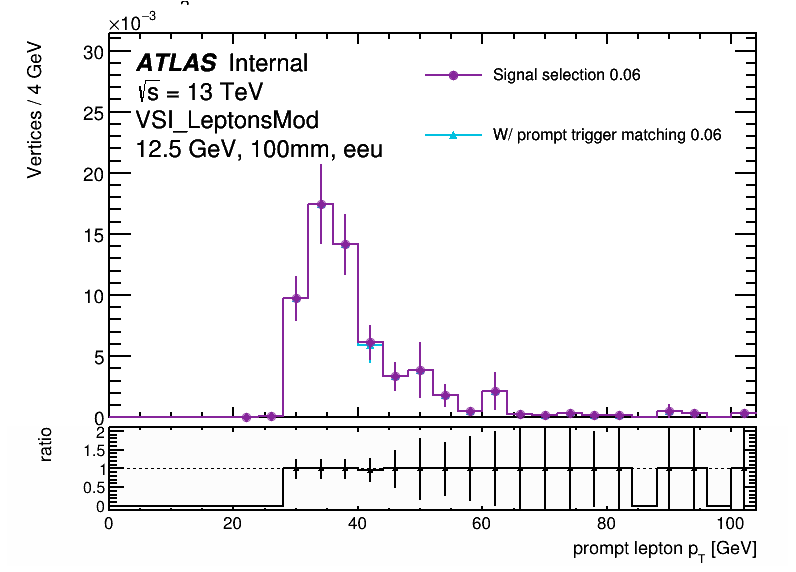 ×10⁻³
Vertices / 4 GeV
30
25
20
15
10
5
0
ATLAS Internal
√s = 13 TeV
VSI_LeptonsMod
12.5 GeV, 100mm, eeu
Signal selection 0.06
W/ prompt trigger matching 0.06
ratio
2
1.5
1
0.5
0
0 20 40 60 80 100
prompt lepton p_T [GeV]